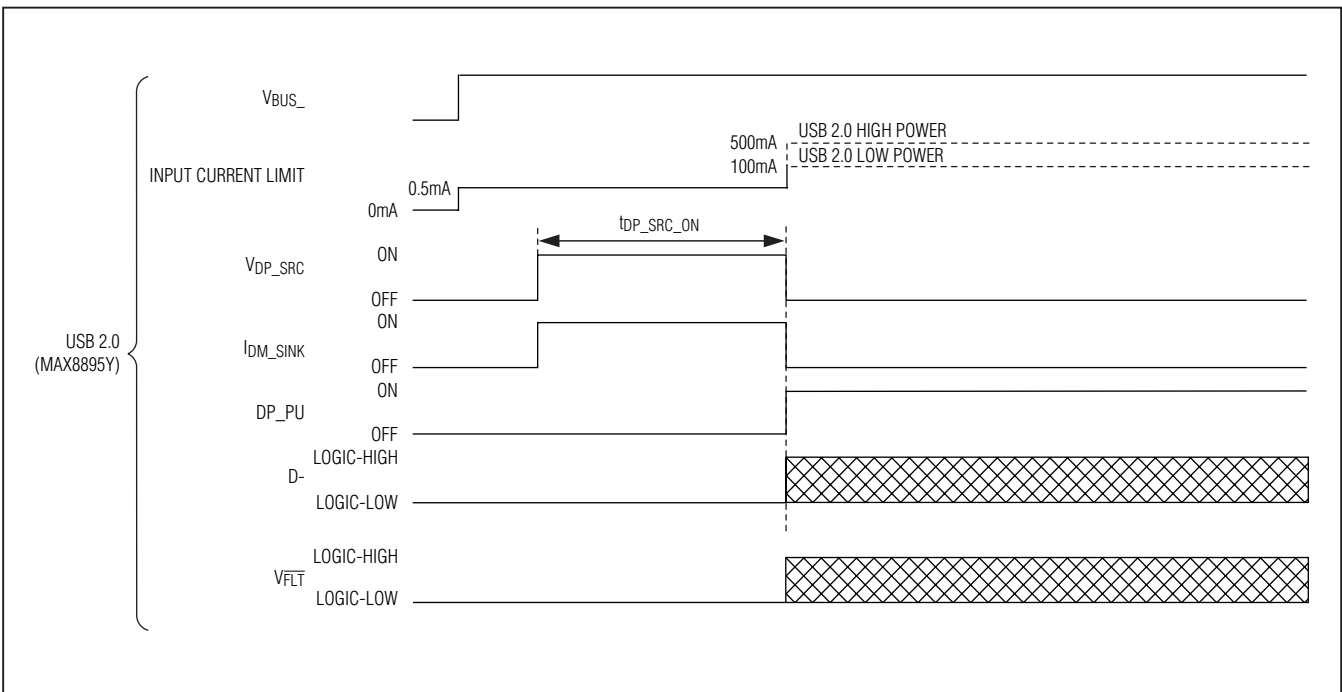 VBUS_
INPUT CURRENT LIMIT
500mA
USB 2.0 HIGH POWER
100mA
USB 2.0 LOW POWER
0.5mA
0mA
tDP_SRC_ON
VDP_SRC
ON
OFF
IDM_SINK
ON
OFF
USB 2.0
(MAX8895Y)
DP_PU
ON
OFF
D-
LOGIC-HIGH
LOGIC-LOW
VFLT
LOGIC-HIGH
LOGIC-LOW